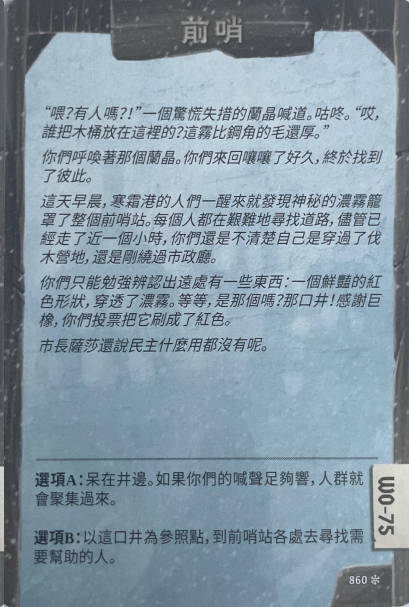 前哨
“喂?有人嗎?!”一個驚慌失措的蘭晶喊道。咕咚。“哎,
誰把木桶放在這裡的?這霧比鋼角的毛還厚。”
你們呼喚著那個蘭晶。你們來回嚷嚷了好久,終於找到
了彼此。
這天早晨,寒霜港的人們一醒來就發現神秘的濃霧籠
罩了整個前哨站。每個人都在艱難地尋找道路,儘管已
經走了近一個小時,你們還是不清楚自己是穿過了伐
木營地,還是剛繞過市政廳。
你們只能勉強辨認出遠處有一些東西:一個鮮豔的紅
色形狀,穿透了濃霧。等等,是那個嗎?那口井!感謝巨
橡,你們投票把它刷成了紅色。
市長薩莎還說民主什麼用都沒有呢。
選項A:呆在井邊。如果你們的喊聲足夠響,人群就
會聚集過來。
選項B:以這口井為參照點,到前哨站各處去尋找需
要幫助的人。
WO-75
860